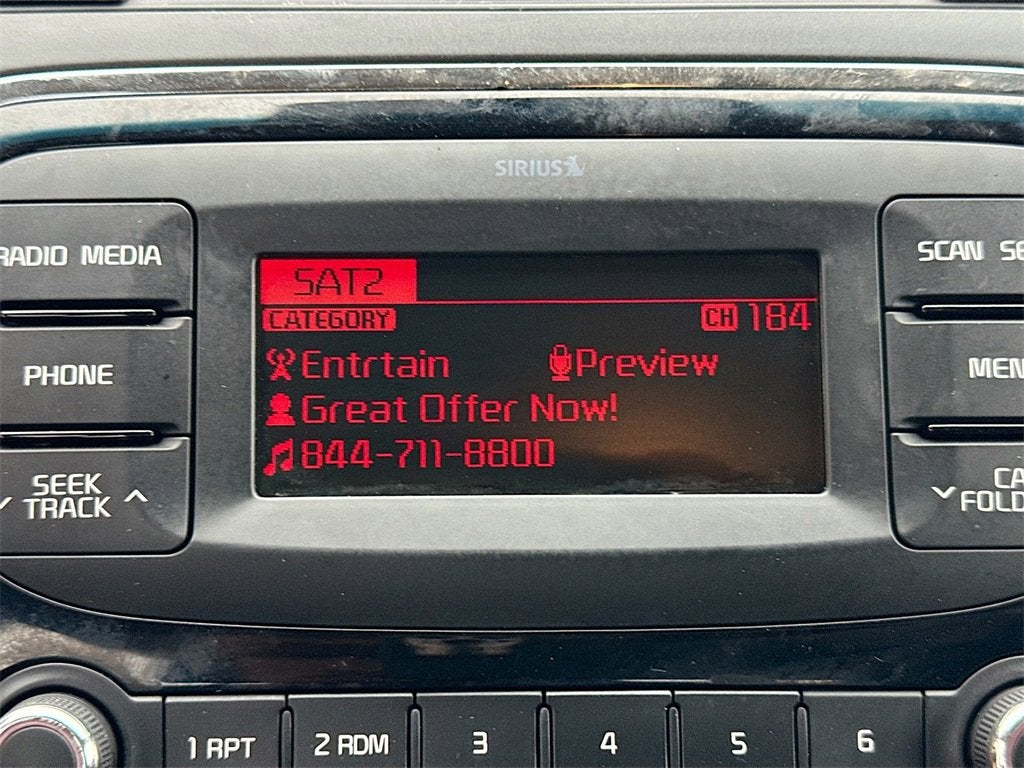 SIRIUS
RADIO MEDIA
SCAN
SAT2
CATEGORY
CH 184
PHONE
Entrtain
Preview
Great Offer Now!
844-711-8800
SEEK
TRACK
1 RPT
2 RDM
3
4
5
6